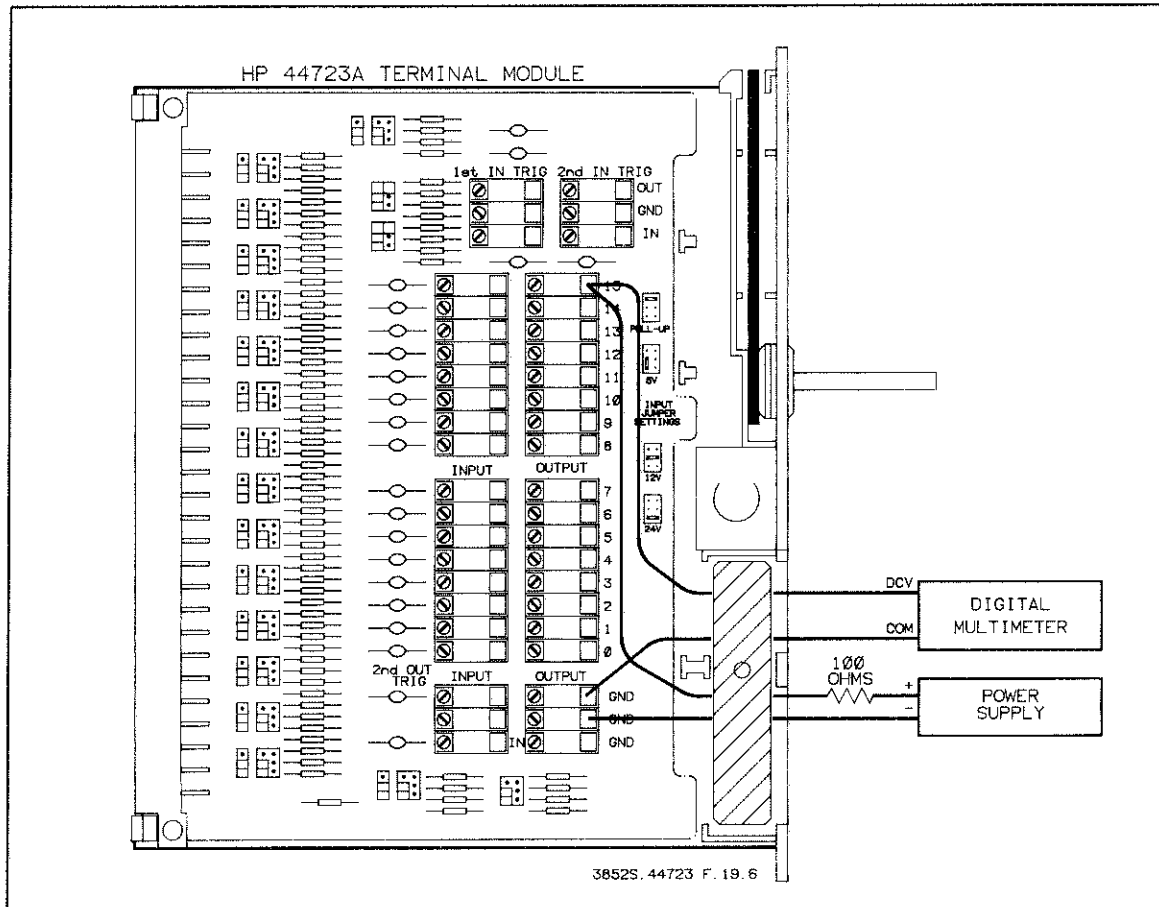 HP 44723A TERMINAL MODULE
1st IN TRIG 2nd IN TRIG
OUT
GND
IN
15
14
13
12
11
10
9
8
PULL-UP
5V
INPUT
JUMPER
SETTINGS
12V
24V
INPUT OUTPUT
7
6
5
4
3
2
1
0
2nd OUT
TRIG
INPUT OUTPUT
GND
GND
IN GND
DCV
COM
DIGITAL
MULTIMETER
100
OHMS
+
-
POWER
SUPPLY
3852S.44723 F.19.6